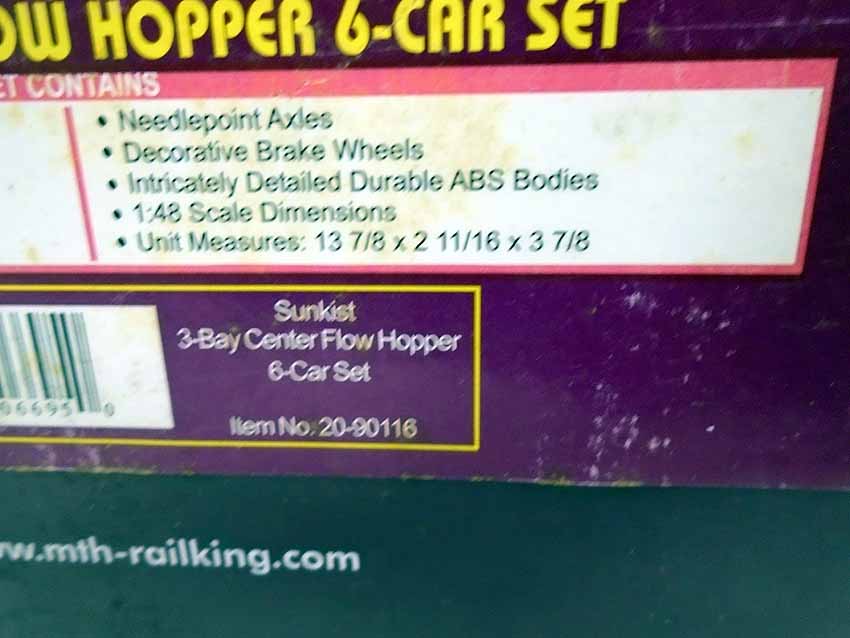 OW HOPPER 6-CAR SET
ET CONTAINS
• Needlepoint Axles
• Decorative Brake Wheels
• Intricately Detailed Durable ABS Bodies
• 1:48 Scale Dimensions
• Unit Measures: 13 7/8 x 2 11/16 x 3 7/8
Sunkist
3-Bay Center Flow Hopper
6-Car Set
06695 0
Item No. 20-90116
w.mth-railking.com